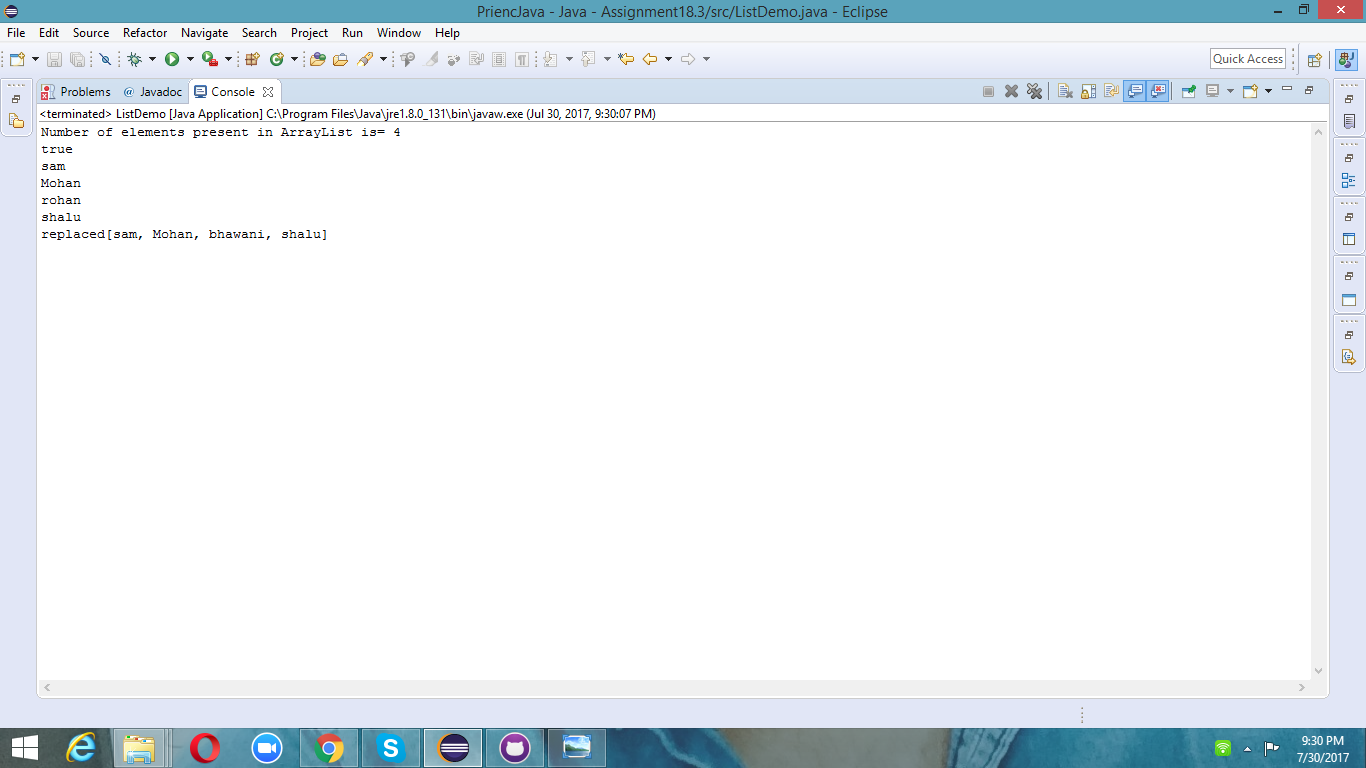 PriencJava - Java - Assignment18.3/src/ListDemo.java - Eclipse
File Edit Source Refactor Navigate Search Project Run Window Help
Quick Access
Problems @ Javadoc Console
<terminated> ListDemo [Java Application] C:\Program Files\Java\jre1.8.0_131\bin\javaw.exe (Jul 30, 2017, 9:30:07 PM)
Number of elements present in ArrayList is= 4
true
sam
Mohan
rohan
shalu
replaced[sam, Mohan, bhawani, shalu]
9:30 PM
7/30/2017